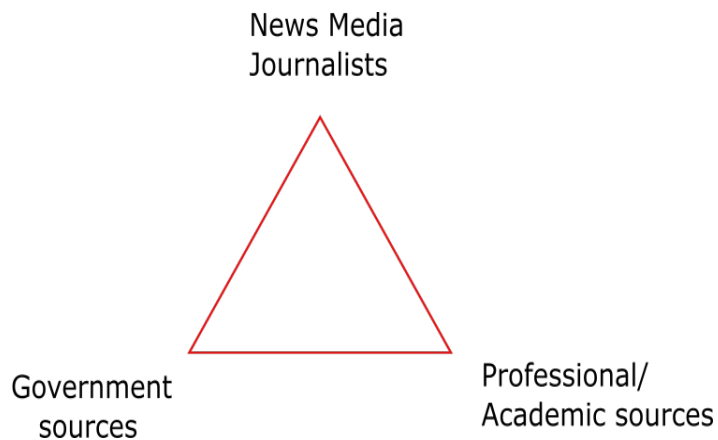 News Media
Journalists
Government
sources
Professional/
Academic sources